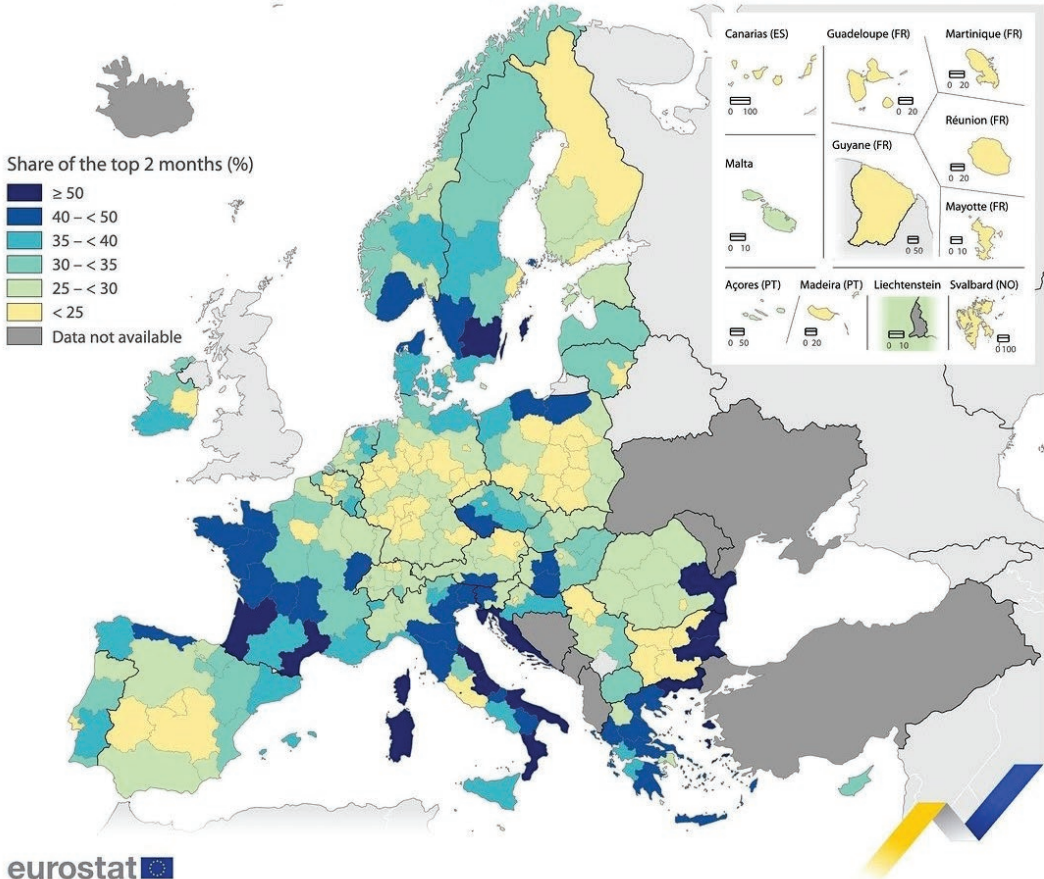 Share of the top 2 months (%)
≥ 50
40 – < 50
35 – < 40
30 – < 35
25 – < 30
< 25
Data not available
Canarias (ES)
0 100
Guadeloupe (FR)
0 20
Martinique (FR)
0 20
Réunion (FR)
0 20
Guyane (FR)
0 50
Mayotte (FR)
0 10
Malta
0 10
Açores (PT)
0 50
Madeira (PT)
0 20
Liechtenstein
0 10
Svalbard (NO)
0 100
eurostat